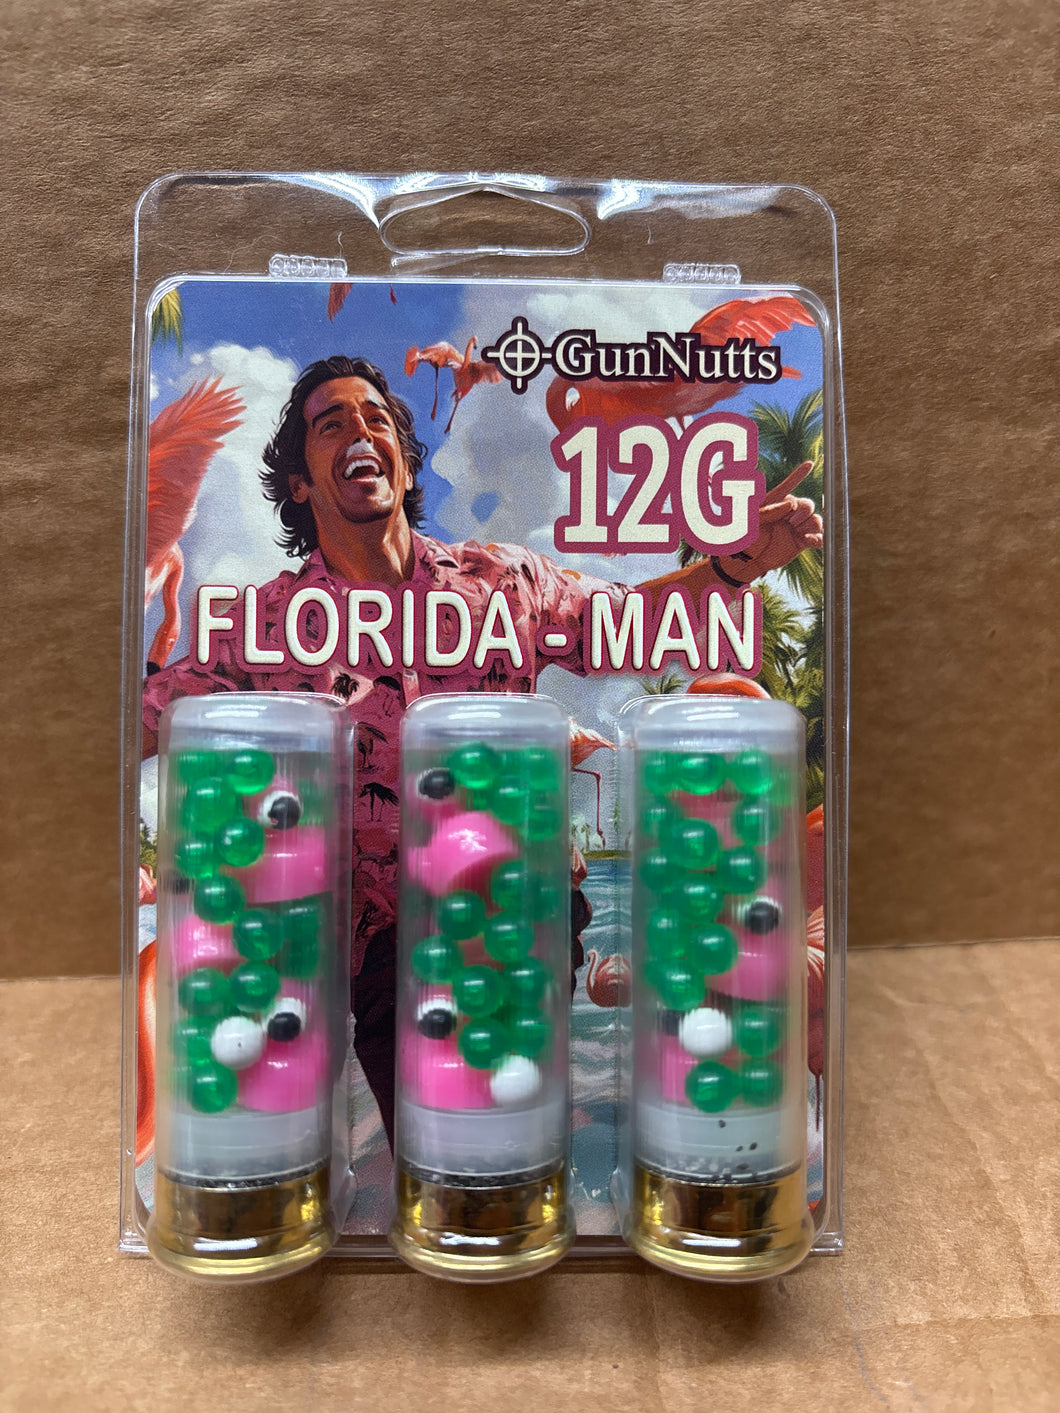 GunNutts
12G
FLORIDA - MAN